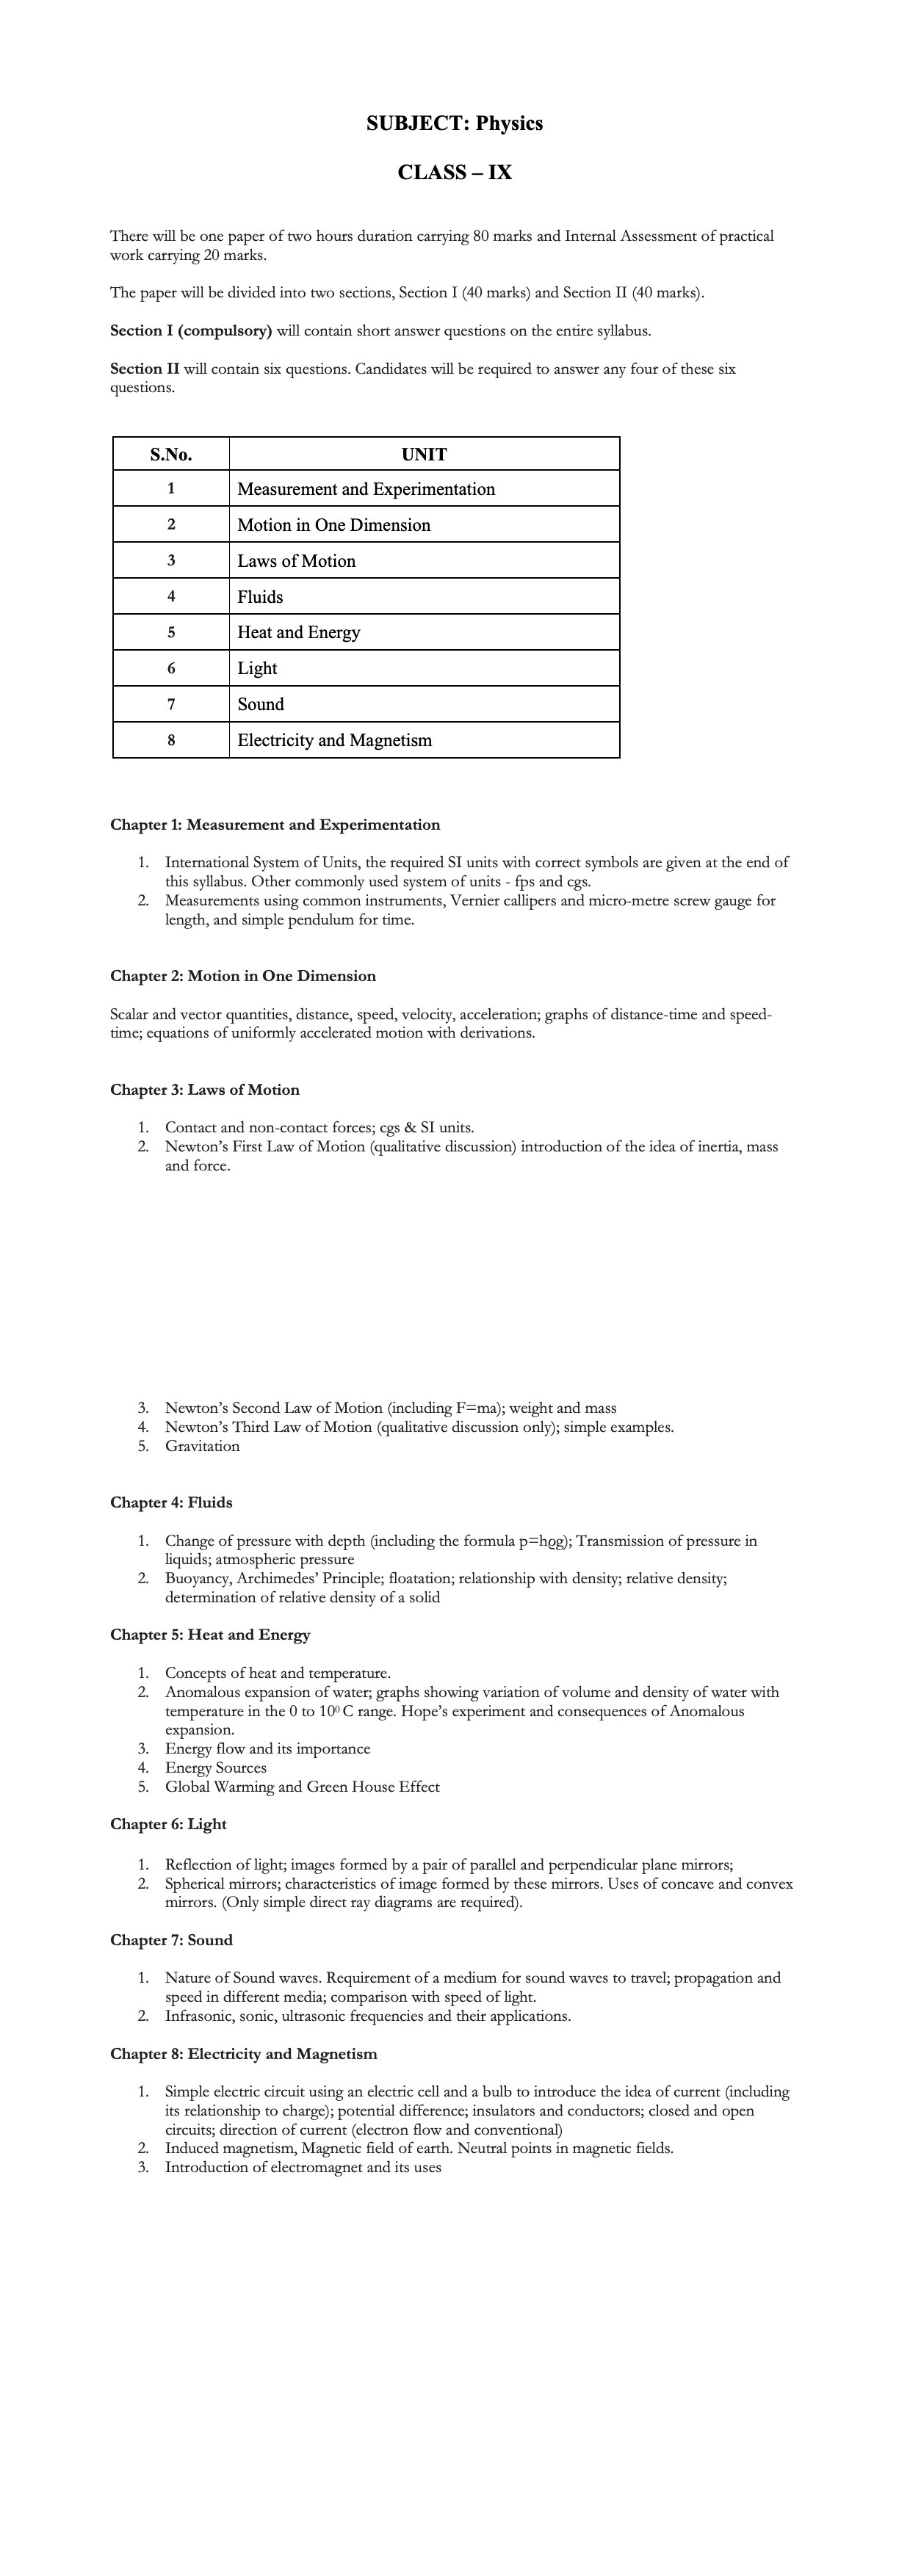 SUBJECT: Physics
CLASS – IX
There will be one paper of two hours duration carrying 80 marks and Internal Assessment of practical
work carrying 20 marks.
The paper will be divided into two sections, Section I (40 marks) and Section II (40 marks).
Section I (compulsory) will contain short answer questions on the entire syllabus.
Section II will contain six questions. Candidates will be required to answer any four of these six
questions.
S.No. UNIT
1 Measurement and Experimentation
2 Motion in One Dimension
3 Laws of Motion
4 Fluids
5 Heat and Energy
6 Light
7 Sound
8 Electricity and Magnetism
Chapter 1: Measurement and Experimentation
1. International System of Units, the required SI units with correct symbols are given at the end of
this syllabus. Other commonly used system of units - fps and cgs.
2. Measurements using common instruments, Vernier callipers and micro-metre screw gauge for
length, and simple pendulum for time.
Chapter 2: Motion in One Dimension
Scalar and vector quantities, distance, speed, velocity, acceleration; graphs of distance-time and speed-
time; equations of uniformly accelerated motion with derivations.
Chapter 3: Laws of Motion
1. Contact and non-contact forces; cgs & SI units.
2. Newton’s First Law of Motion (qualitative discussion) introduction of the idea of inertia, mass
and force.
3. Newton’s Second Law of Motion (including F=ma); weight and mass
4. Newton’s Third Law of Motion (qualitative discussion only); simple examples.
5. Gravitation
Chapter 4: Fluids
1. Change of pressure with depth (including the formula p=hϱg); Transmission of pressure in
liquids; atmospheric pressure
2. Buoyancy, Archimedes’ Principle; floatation; relationship with density; relative density;
determination of relative density of a solid
Chapter 5: Heat and Energy
1. Concepts of heat and temperature.
2. Anomalous expansion of water; graphs showing variation of volume and density of water with
temperature in the 0 to 10⁰ C range. Hope’s experiment and consequences of Anomalous
expansion.
3. Energy flow and its importance
4. Energy Sources
5. Global Warming and Green House Effect
Chapter 6: Light
1. Reflection of light; images formed by a pair of parallel and perpendicular plane mirrors;
2. Spherical mirrors; characteristics of image formed by these mirrors. Uses of concave and convex
mirrors. (Only simple direct ray diagrams are required).
Chapter 7: Sound
1. Nature of Sound waves. Requirement of a medium for sound waves to travel; propagation and
speed in different media; comparison with speed of light.
2. Infrasonic, sonic, ultrasonic frequencies and their applications.
Chapter 8: Electricity and Magnetism
1. Simple electric circuit using an electric cell and a bulb to introduce the idea of current (including
its relationship to charge); potential difference; insulators and conductors; closed and open
circuits; direction of current (electron flow and conventional)
2. Induced magnetism, Magnetic field of earth. Neutral points in magnetic fields.
3. Introduction of electromagnet and its uses